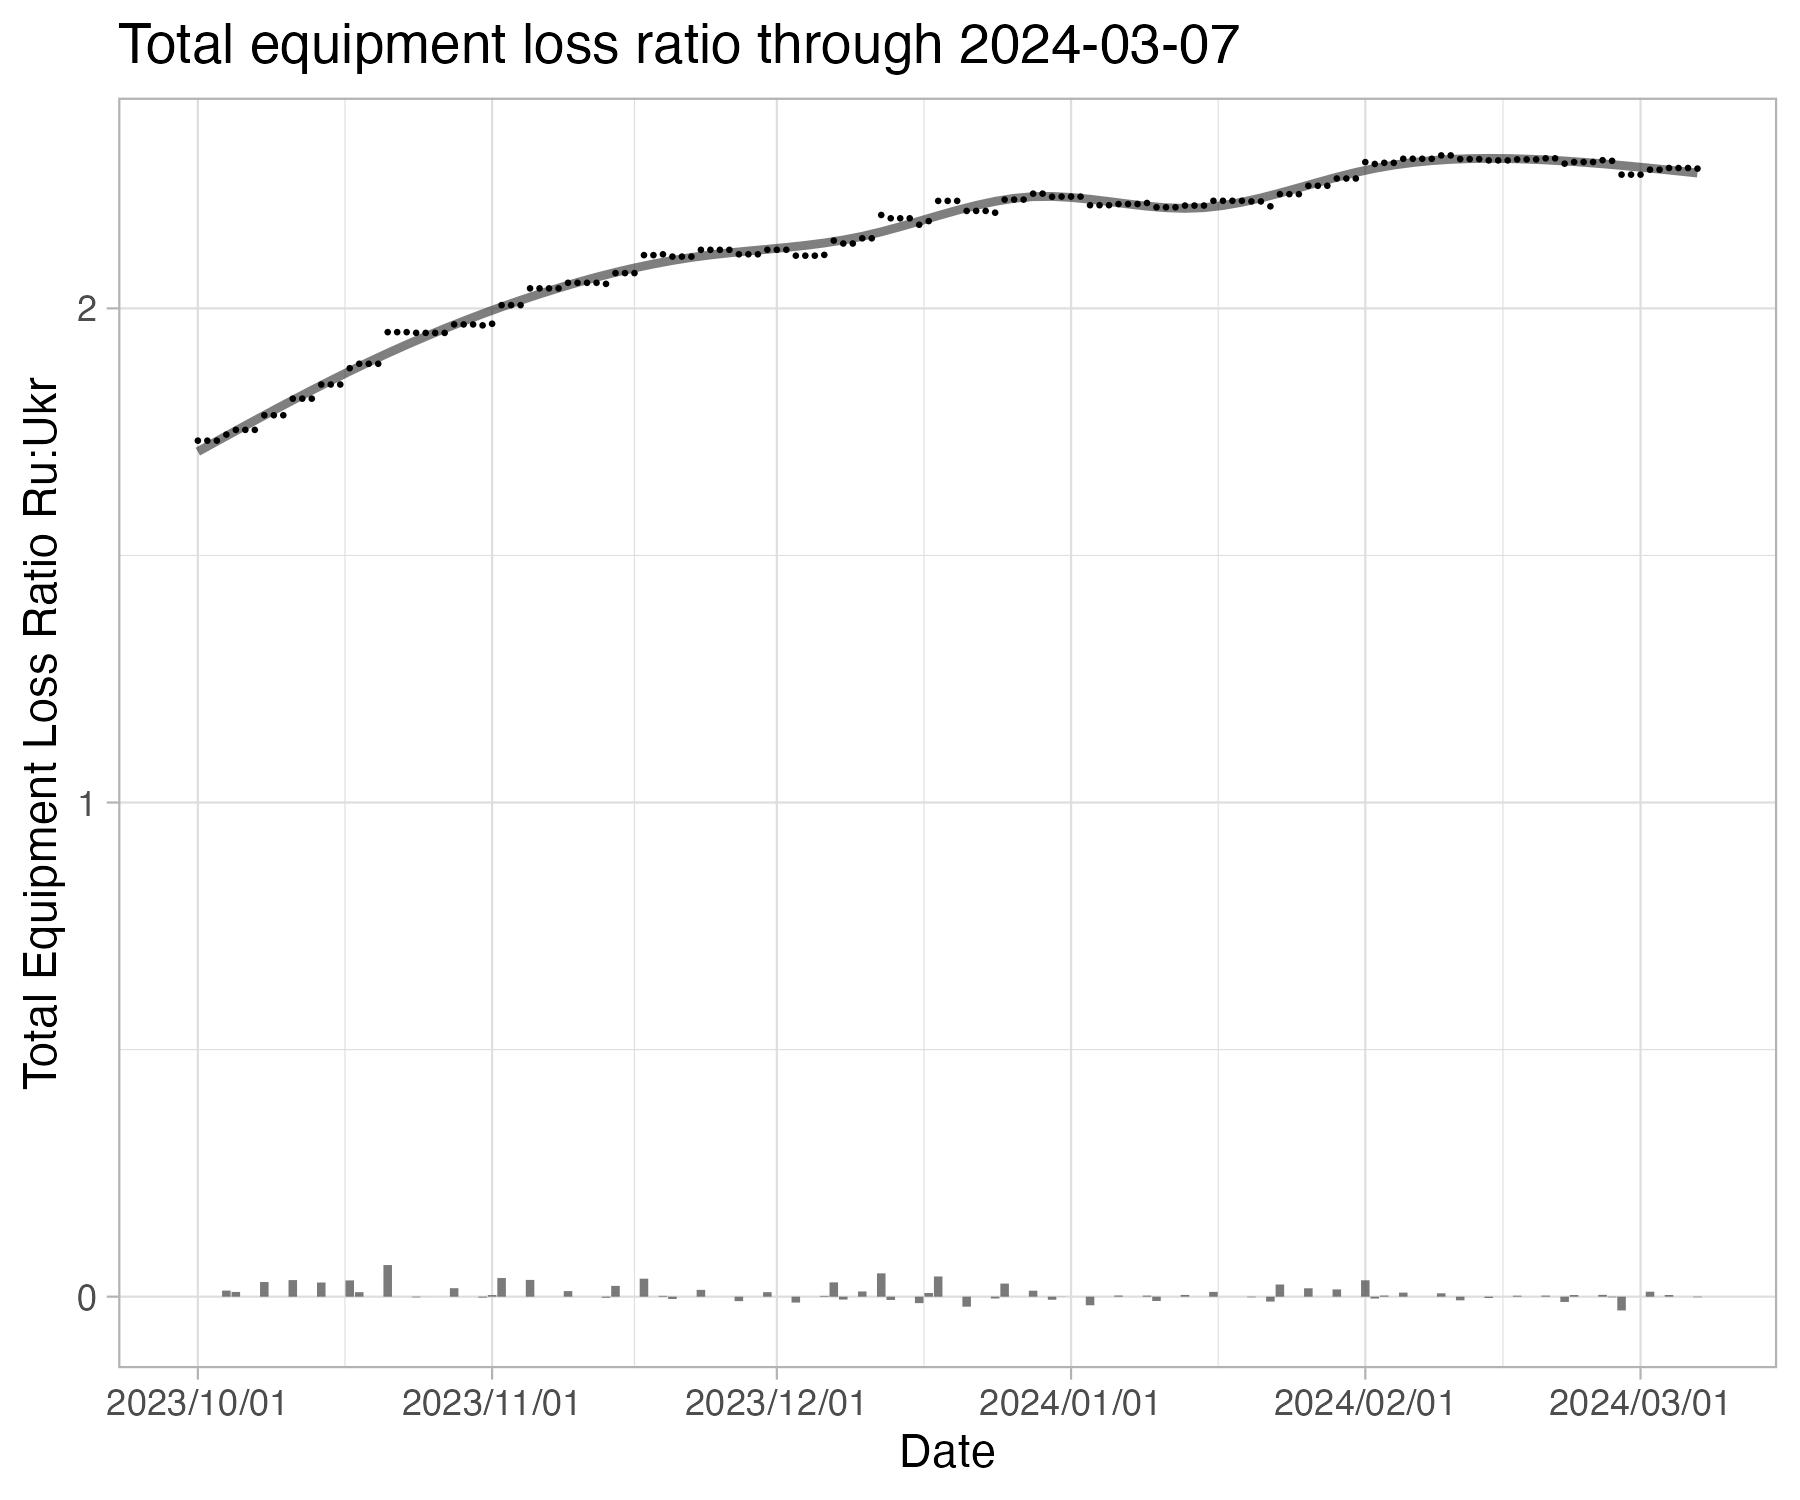 Total equipment loss ratio through 2024-03-07
Total Equipment Loss Ratio Ru:Ukr
2
1
0
2023/10/01 2023/11/01 2023/12/01 2024/01/01 2024/02/01 2024/03/01
Date